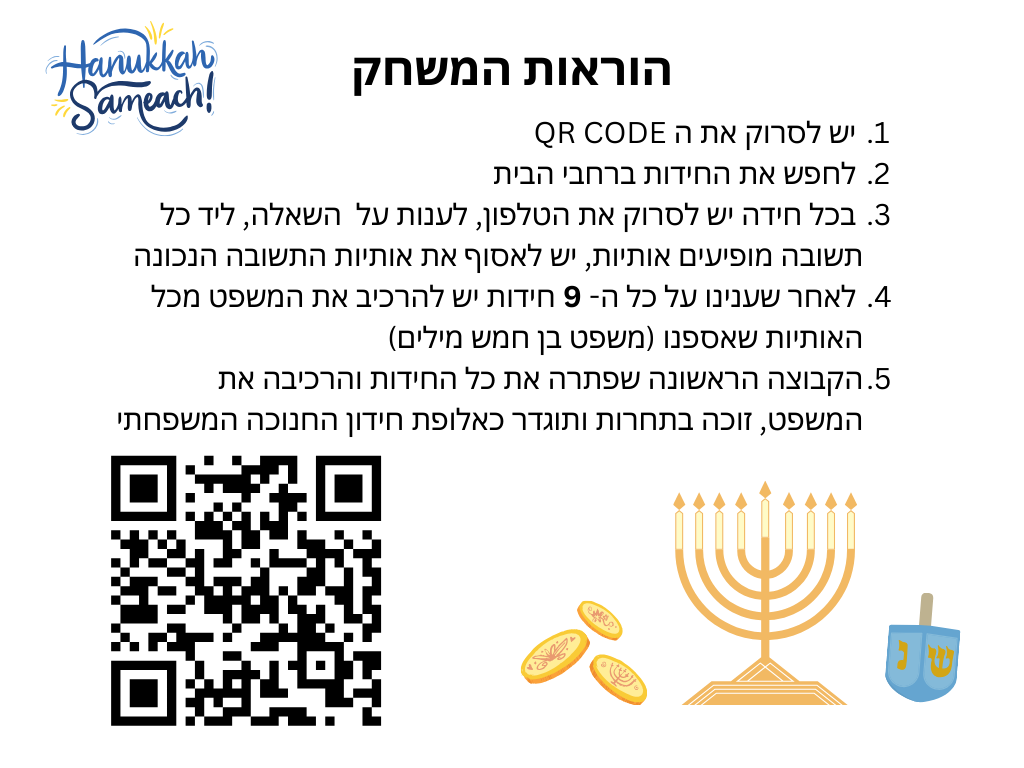 Hanukkah
Sameach!
הוראות המשחק
1. יש לסרוק את ה QR CODE
2. לחפש את החידות ברחבי הבית
3. בכל חידה יש לסרוק את הטלפון, לענות על השאלה, ליד כל
תשובה מופיעים אותיות, יש לאסוף את אותיות התשובה הנכונה
4. לאחר שענינו על כל ה- 9 חידות יש להרכיב את המשפט מכל
האותיות שאספנו (משפט בן חמש מילים)
5. הקבוצה הראשונה שפתרה את כל החידות והרכיבה את
המשפט, זוכה בתחרות ותוגדר כאלופת חידון החנוכה המשפחתי
נ ש